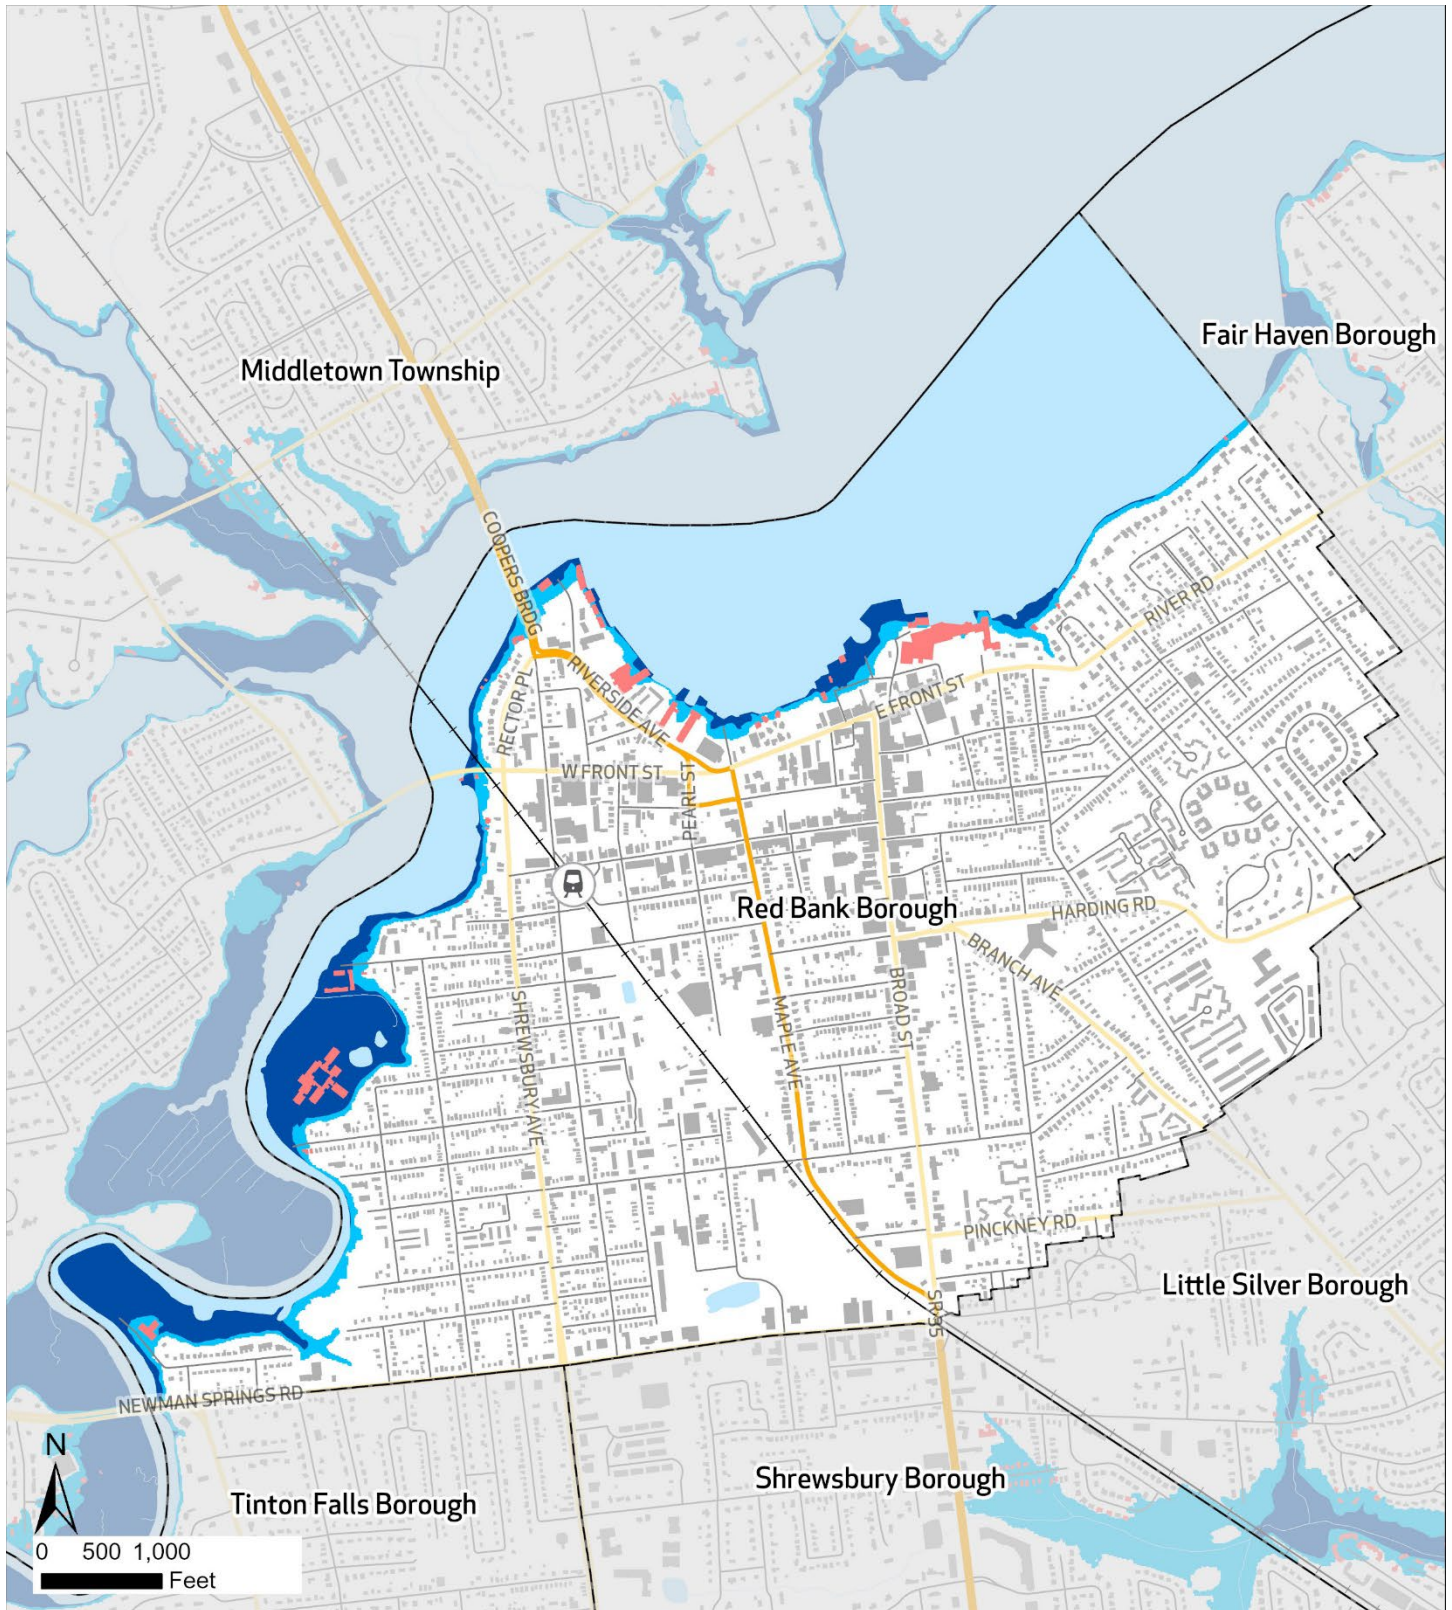 Fair Haven Borough
Middletown Township
COOPERS BRDG
RIVER RD
RECTOR PL
RIVERSIDE AVE
E FRONT ST
W FRONT ST
PEARL ST
Red Bank Borough
HARDING RD
BRANCH AVE
SHREWSBURY AVE
MAPLE AVE
BROAD ST
PINCKNEY RD
Little Silver Borough
SR 35
NEWMAN SPRINGS RD
N
Shrewsbury Borough
Tinton Falls Borough
0 500 1,000
Feet